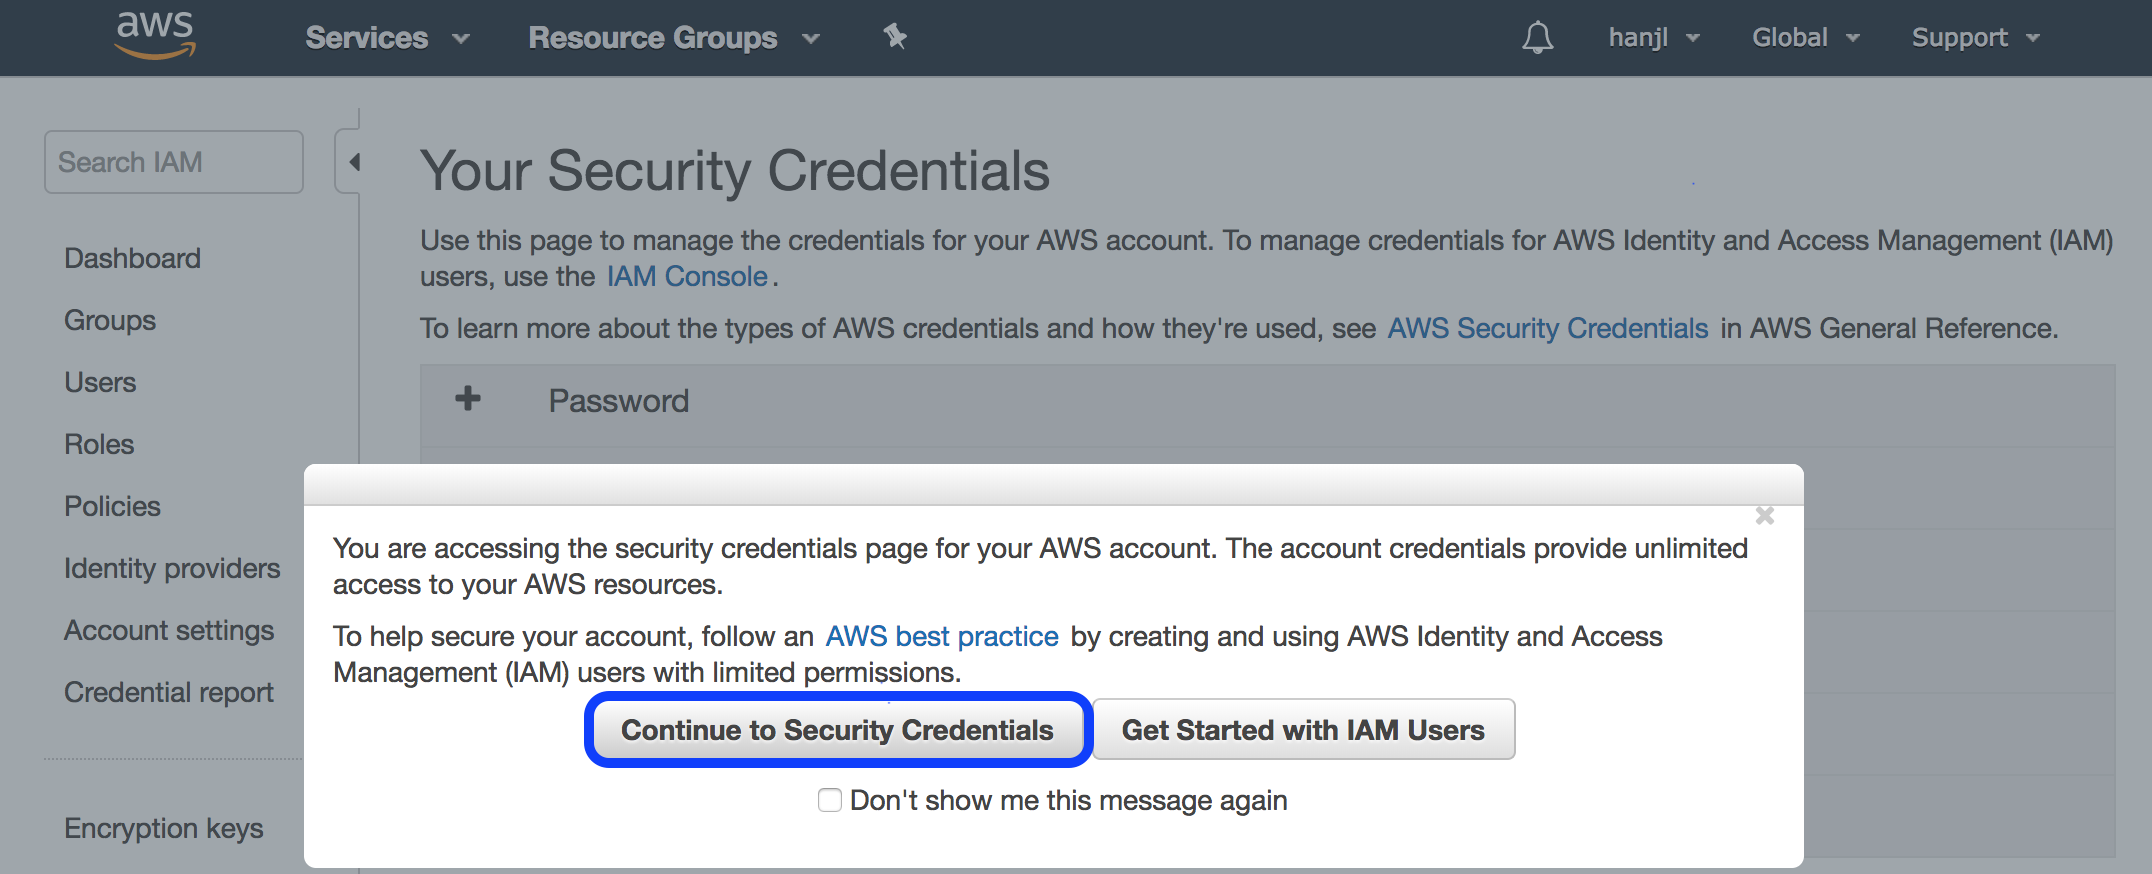 aws
Services
Resource Groups
hanjl
Global
Support
Search IAM
Dashboard
Groups
Users
Roles
Policies
Identity providers
Account settings
Credential report
Encryption keys
Your Security Credentials
Use this page to manage the credentials for your AWS account. To manage credentials for AWS Identity and Access Management (IAM)
users, use the IAM Console.
To learn more about the types of AWS credentials and how they're used, see AWS Security Credentials in AWS General Reference.
Password
You are accessing the security credentials page for your AWS account. The account credentials provide unlimited
access to your AWS resources.
To help secure your account, follow an AWS best practice by creating and using AWS Identity and Access
Management (IAM) users with limited permissions.
Continue to Security Credentials
Get Started with IAM Users
Don't show me this message again